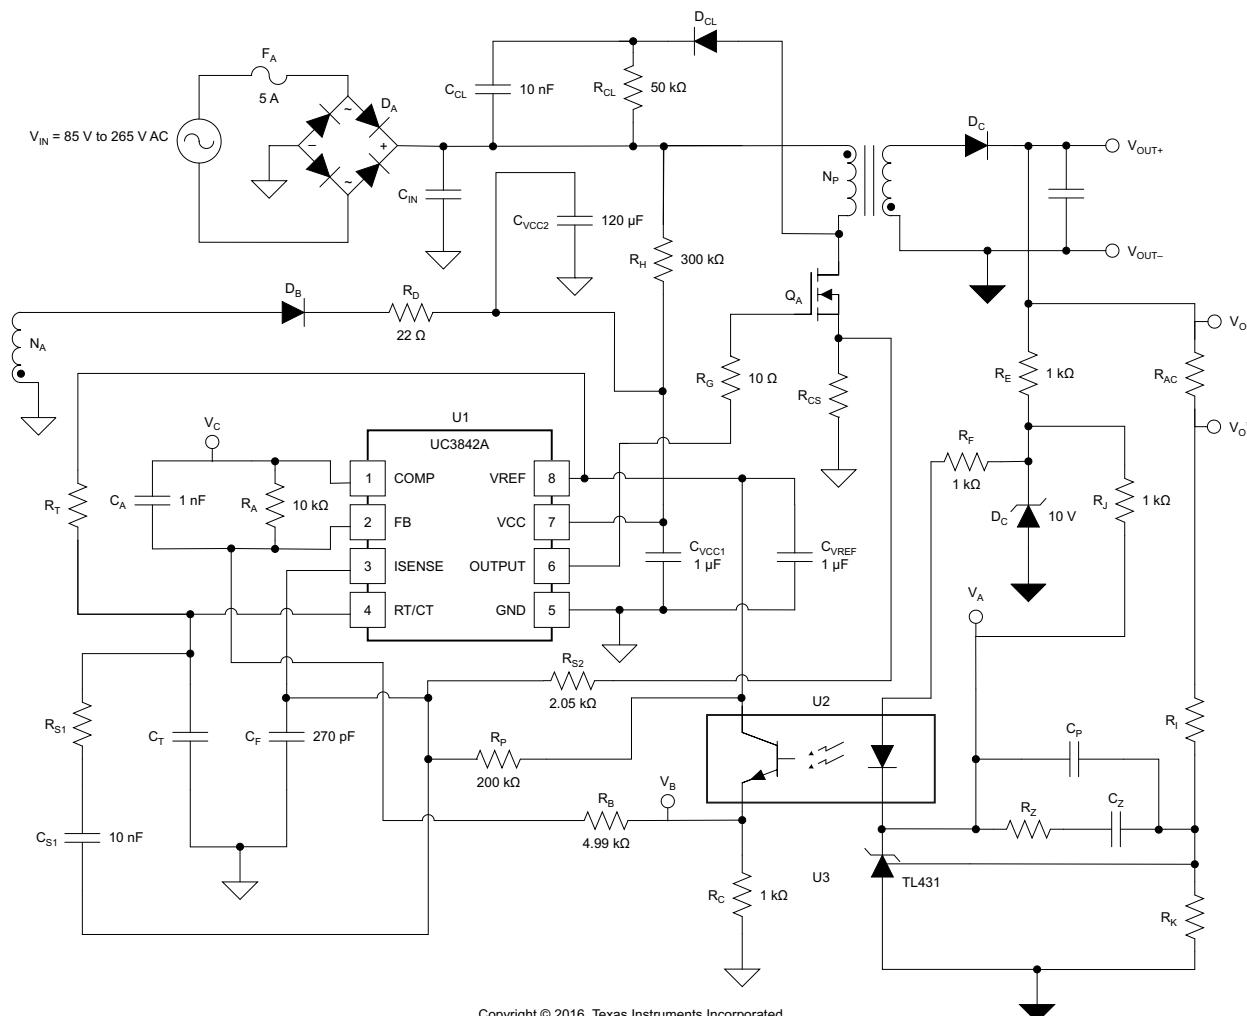 D_CL
F_A
5 A
D_A
C_CL
10 nF
R_CL
50 kΩ
V_IN = 85 V to 265 V AC
~
−
+
~
C_IN
D_C
V_OUT+
N_P
V_OUT–
C_VCC2
120 µF
R_H
300 kΩ
D_B
R_D
22 Ω
N_A
Q_A
R_G
10 Ω
R_CS
V_O
R_E
1 kΩ
R_AC
V_O'
V_C
U1
UC3842A
R_F
1 kΩ
C_A
1 nF
R_A
10 kΩ
R_T
1
COMP
VREF
8
2
FB
VCC
7
3
ISENSE
OUTPUT
6
4
RT/CT
GND
5
C_VCC1
1 µF
C_VREF
1 µF
D_C
10 V
R_J
1 kΩ
V_A
R_S2
2.05 kΩ
U2
R_S1
C_T
C_F
270 pF
R_P
200 kΩ
V_B
R_B
4.99 kΩ
C_P
R_Z
C_Z
R_I
C_S1
10 nF
U3
TL431
R_C
1 kΩ
R_K
Copyright © 2016, Texas Instruments Incorporated